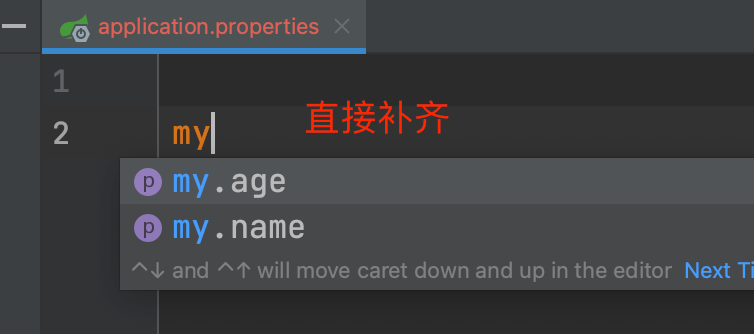 application.properties
1
2 my 直接补齐
p my.age
p my.name
^↓ and ^↑ will move caret down and up in the editor Next